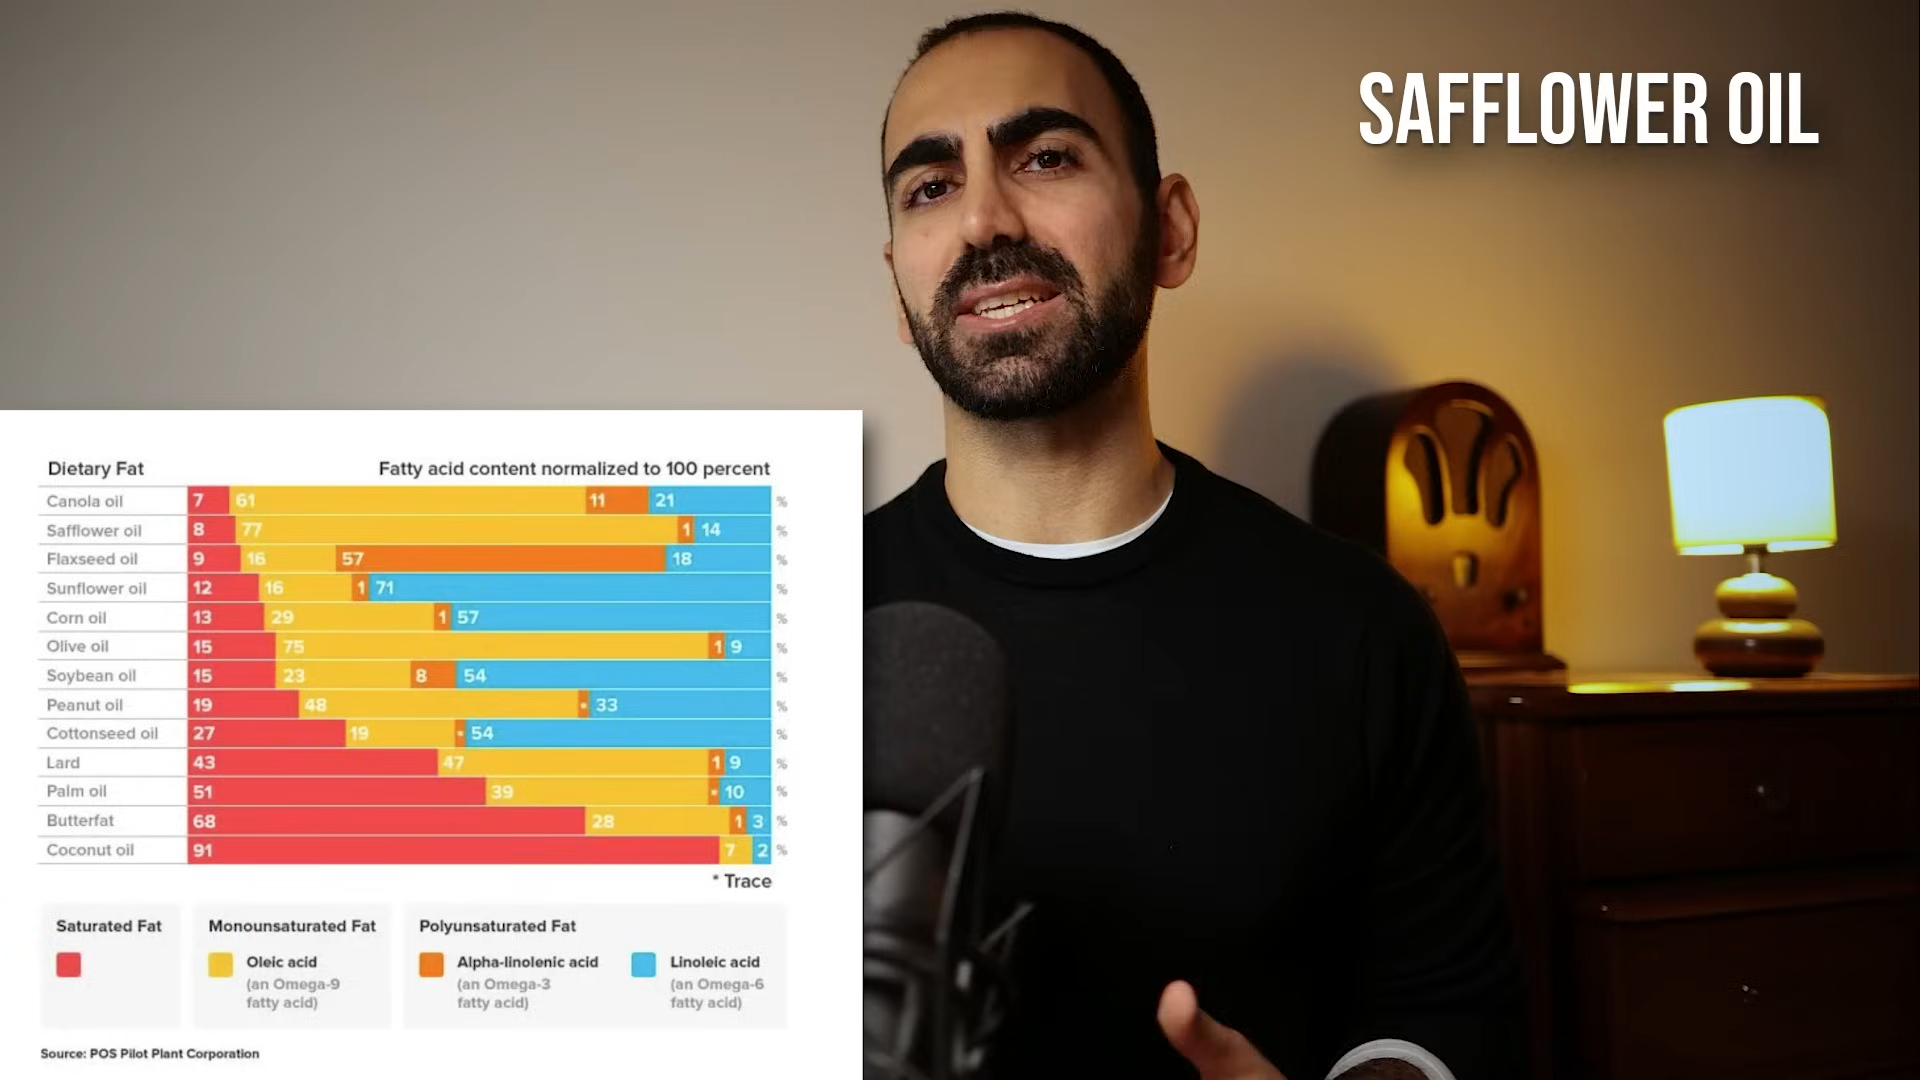 SAFFLOWER OIL
Dietary Fat Fatty acid content normalized to 100 percent
Canola oil 7 61 11 21 %
Safflower oil 8 77 1 14 %
Flaxseed oil 9 16 57 18 %
Sunflower oil 12 16 1 71 %
Corn oil 13 29 1 57 %
Olive oil 15 75 1 9 %
Soybean oil 15 23 8 54 %
Peanut oil 19 48 * 33 %
Cottonseed oil 27 19 * 54 %
Lard 43 47 1 9 %
Palm oil 51 39 * 10 %
Butterfat 68 28 1 3 %
Coconut oil 91 7 2 %
* Trace
Saturated Fat Monounsaturated Fat Polyunsaturated Fat
Oleic acid Alpha-linolenic acid Linoleic acid
(an Omega-9 (an Omega-3 (an Omega-6
fatty acid) fatty acid) fatty acid)
Source: POS Pilot Plant Corporation